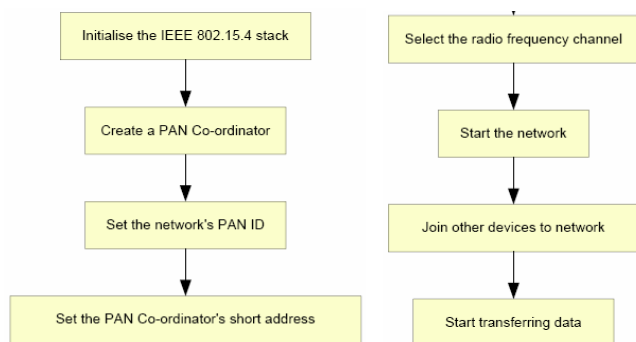 Initialise the IEEE 802.15.4 stack
Create a PAN Co-ordinator
Set the network's PAN ID
Set the PAN Co-ordinator's short address
Select the radio frequency channel
Start the network
Join other devices to network
Start transferring data